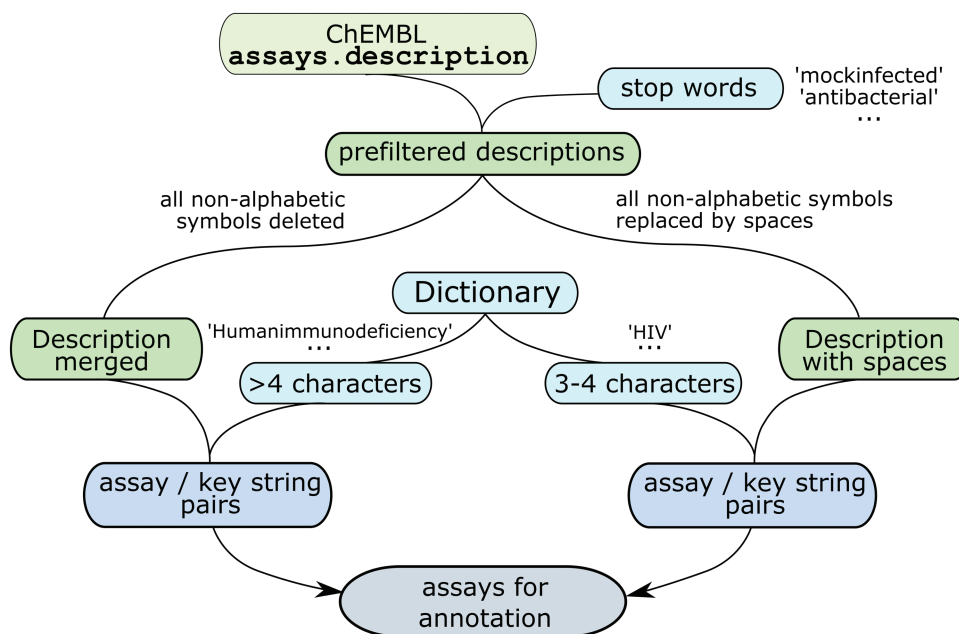 ChEMBL
assays.description
stop words
'mockinfected'
'antibacterial'
...
prefiltered descriptions
all non-alphabetic
symbols deleted
all non-alphabetic symbols
replaced by spaces
Dictionary
Description
merged
'Humanimmunodeficiency'
...
'HIV'
...
Description
with spaces
>4 characters
3-4 characters
assay / key string
pairs
assay / key string
pairs
assays for
annotation